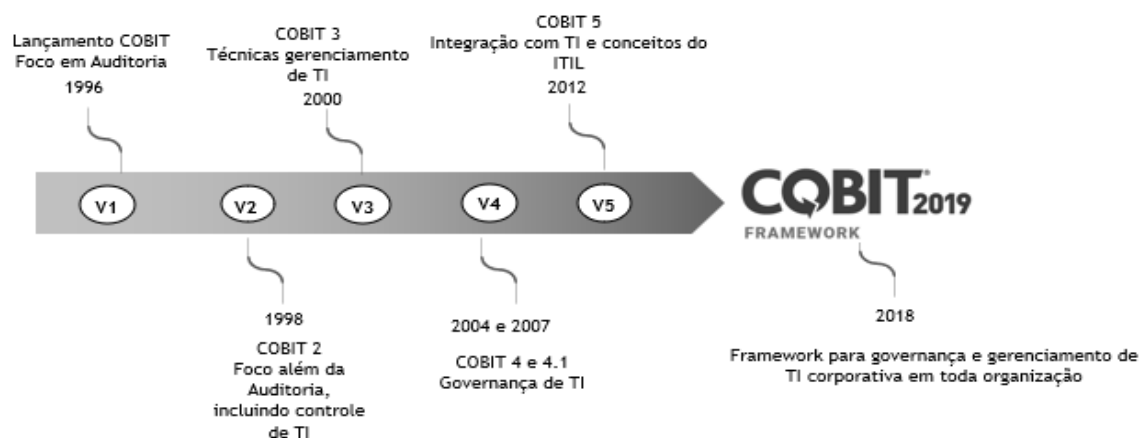 Lançamento COBIT
Foco em Auditoria
1996
COBIT 3
Técnicas gerenciamento
de TI
2000
COBIT 5
Integração com TI e conceitos do
ITIL
2012
V1
V2
V3
V4
V5
COBIT® 2019
FRAMEWORK
1998
COBIT 2
Foco além da
Auditoria,
incluindo controle
de TI
2004 e 2007
COBIT 4 e 4.1
Governança de TI
2018
Framework para governança e gerenciamento de
TI corporativa em toda organização